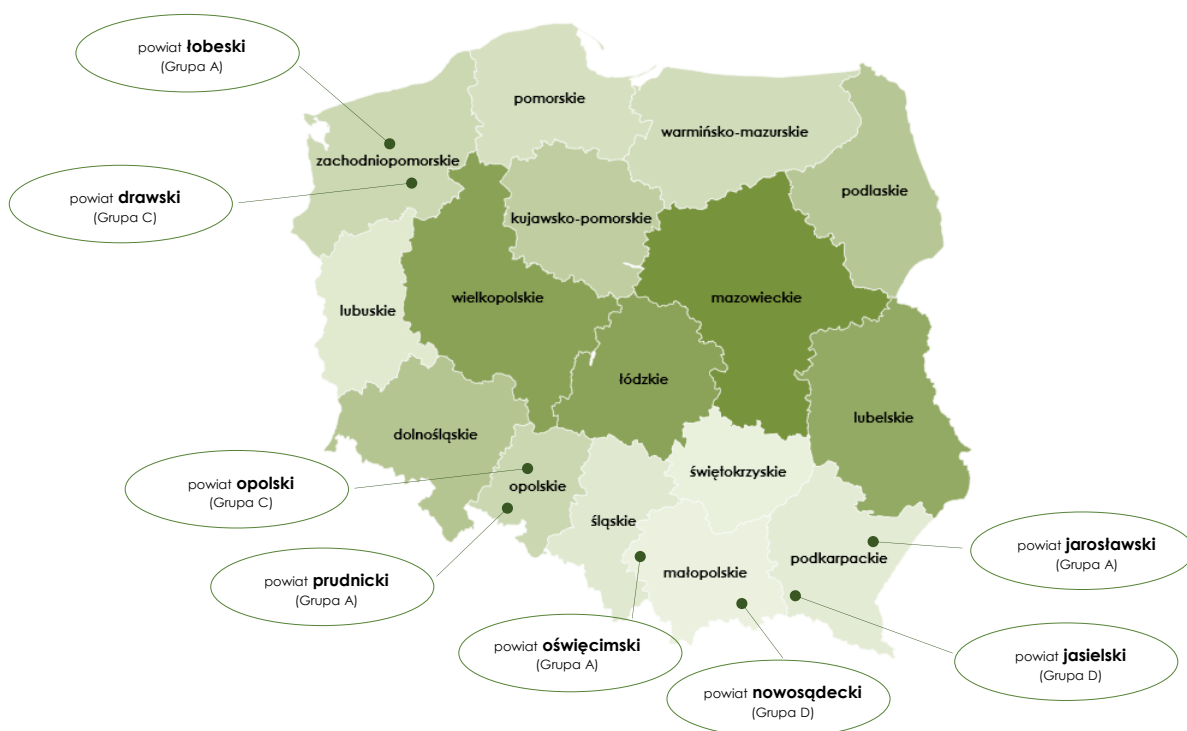 powiat łobeski
(Grupa A)
pomorskie
warmińsko-mazurskie
zachodniopomorskie
podlaskie
powiat drawski
(Grupa C)
kujawsko-pomorskie
wielkopolskie
mazowieckie
lubuskie
łódzkie
lubelskie
dolnośląskie
świętokrzyskie
powiat opolski
(Grupa C)
opolskie
śląskie
powiat jarosławski
(Grupa A)
podkarpackie
małopolskie
powiat prudnicki
(Grupa A)
powiat oświęcimski
(Grupa A)
powiat jasielski
(Grupa D)
powiat nowosądecki
(Grupa D)